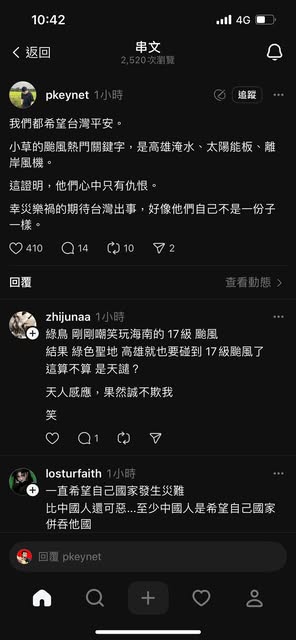 10:42
4G
返回
串文
2,520次瀏覽
pkeynet 1小時
追蹤
我們都希望台灣平安。
小草的颱風熱門關鍵字，是高雄淹水、太陽能板、離
岸風機。
這證明，他們心中只有仇恨。
幸災樂禍的期待台灣出事，好像他們自己不是一份子
一樣。
410 14 10 2
回覆 查看動態
zhijunaa 1小時
綠鳥 剛剛嘲笑玩海南的 17級 颱風
結果 綠色聖地 高雄就也要碰到 17級颱風了
這算不算 是天譴？
天人感應，果然誠不欺我
笑
1
losturfaith 1小時
一直希望自己國家發生災難
比中國人還可惡...至少中國人是希望自己國家
併吞他國
回覆 pkeynet